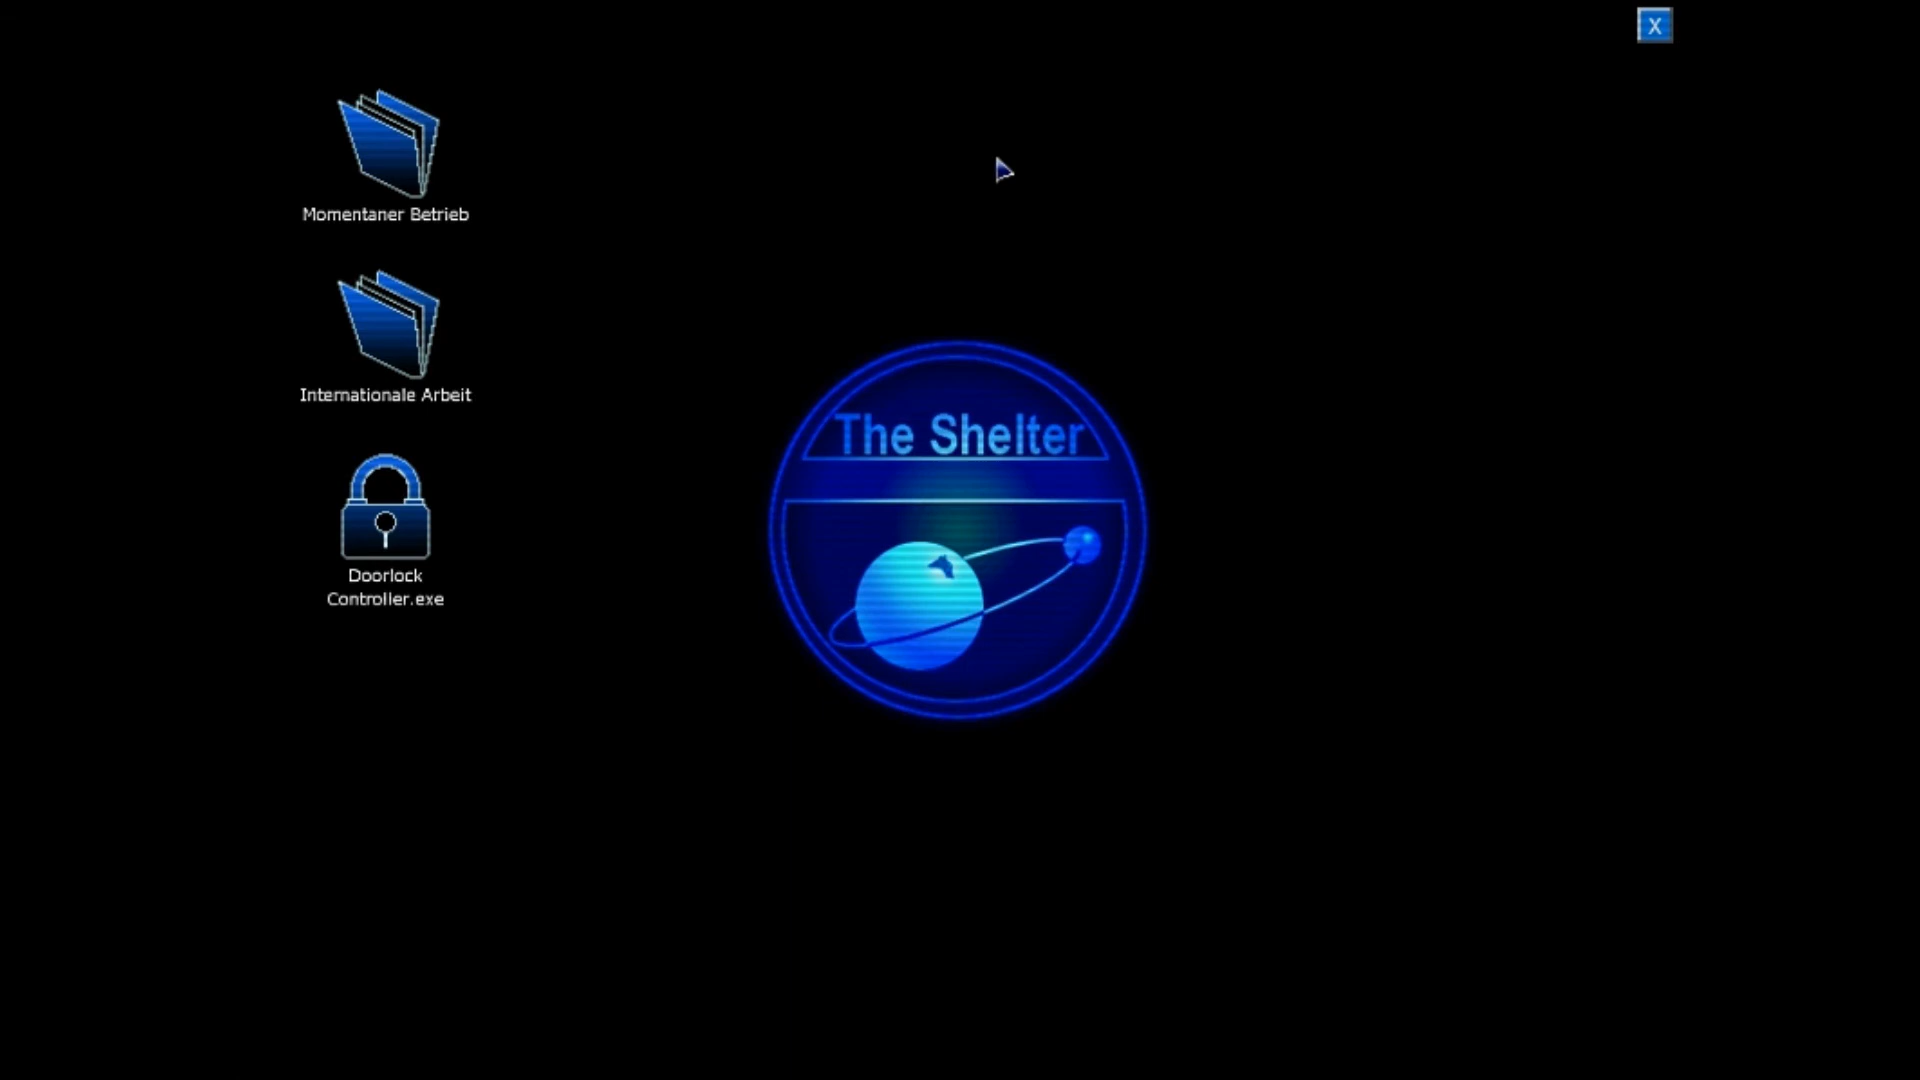 X
Momentaner Betrieb
Internationale Arbeit
The Shelter
Doorlock
Controller.exe